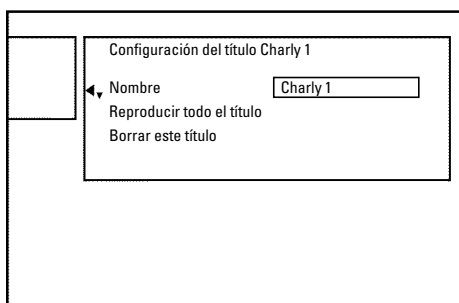 Configuración del título Charly 1
Nombre Charly 1
Reproducir todo el título
Borrar este título